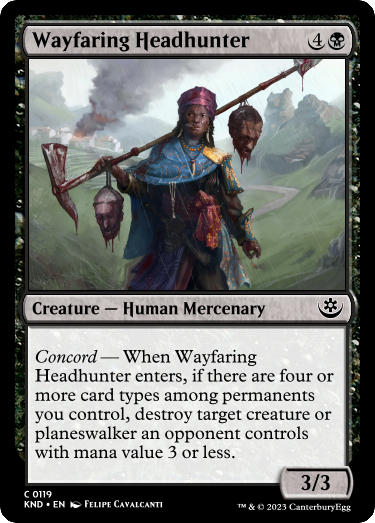 Wayfaring Headhunter 4
Creature — Human Mercenary
Concord — When Wayfaring
Headhunter enters, if there are four or
more card types among permanents
you control, destroy target creature or
planeswalker an opponent controls
with mana value 3 or less.
3/3
C 0119
KND • EN Felipe Cavalcanti
™ & © 2023 CanterburyEgg